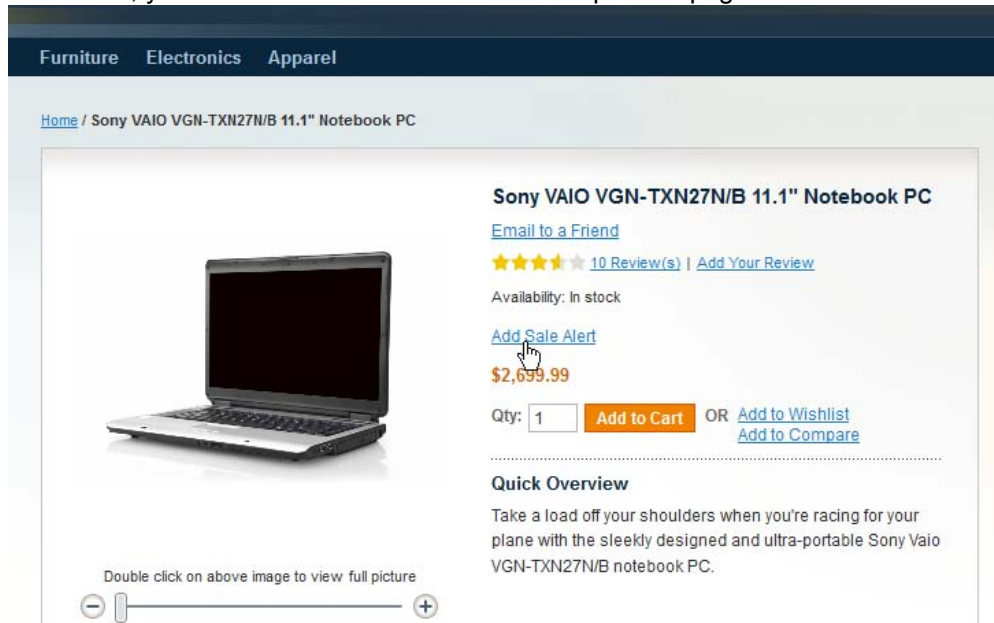 Furniture Electronics Apparel
Home / Sony VAIO VGN-TXN27N/B 11.1" Notebook PC
Sony VAIO VGN-TXN27N/B 11.1" Notebook PC
Email to a Friend
10 Review(s) | Add Your Review
Availability: In stock
Add Sale Alert
$2,699.99
Qty: 1 Add to Cart OR Add to Wishlist
Add to Compare
Quick Overview
Take a load off your shoulders when you're racing for your
plane with the sleekly designed and ultra-portable Sony Vaio
VGN-TXN27N/B notebook PC.
Double click on above image to view full picture